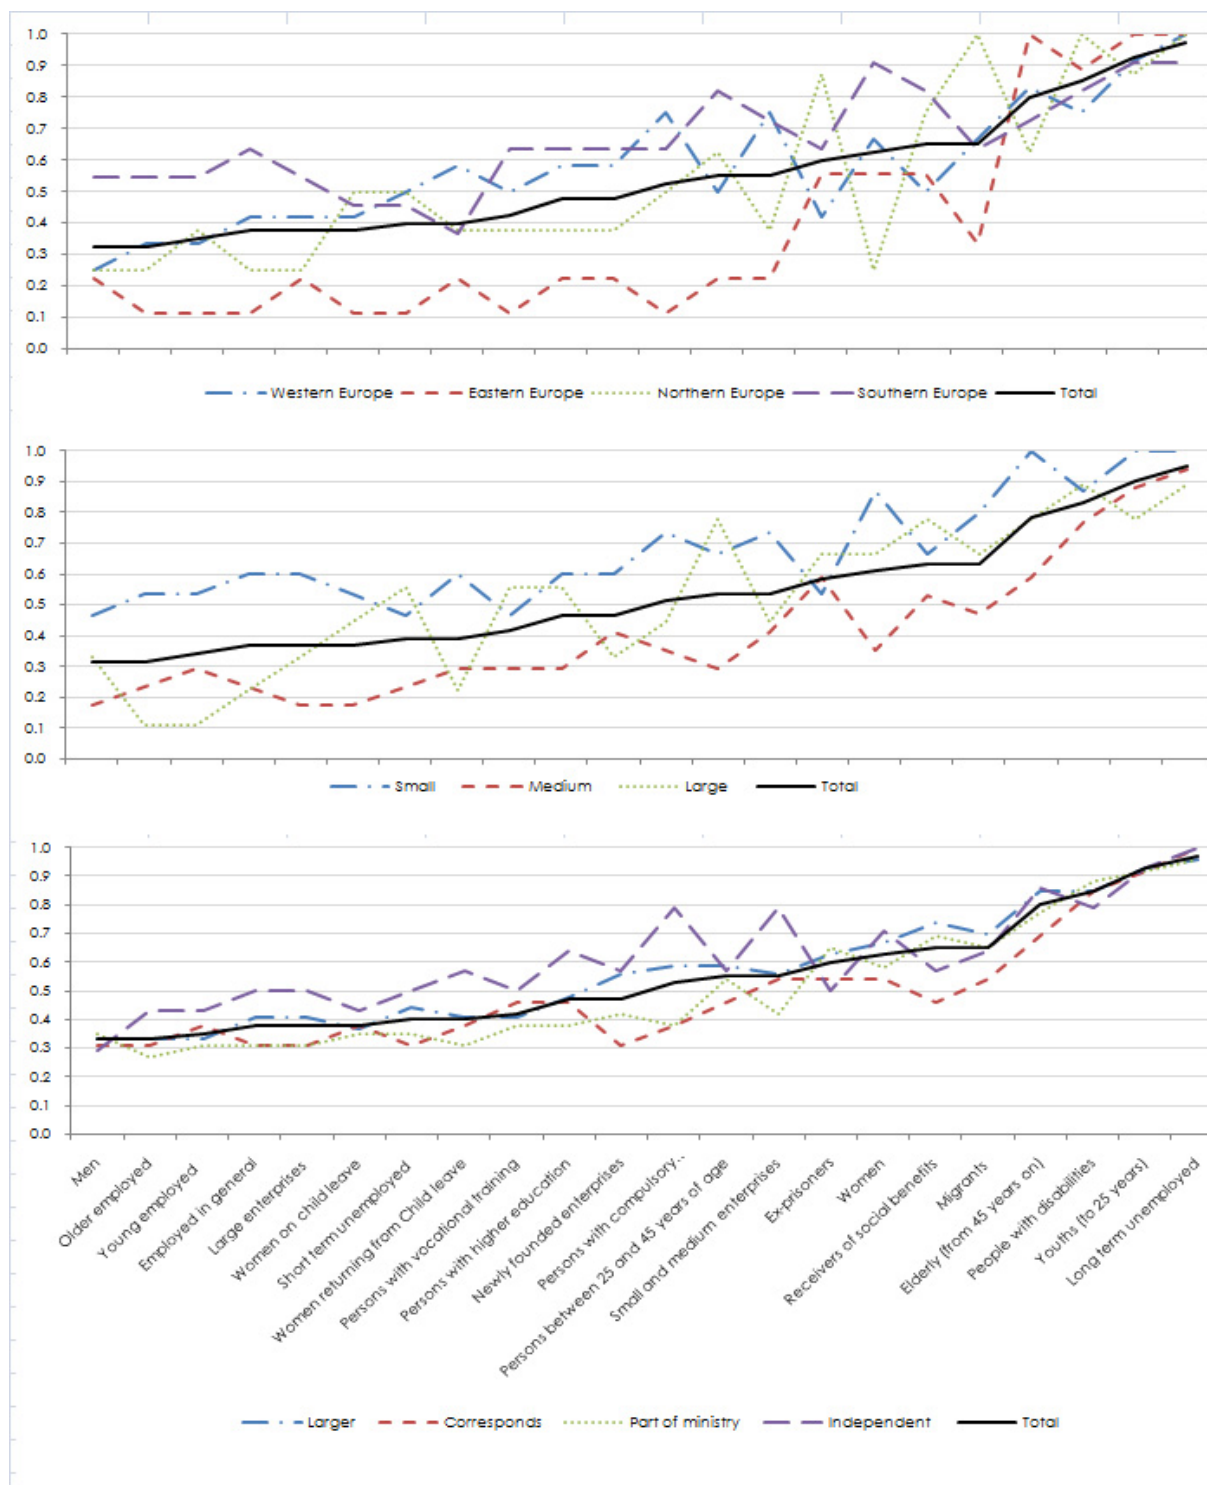 1.0
0.9
0.8
0.7
0.6
0.5
0.4
0.3
0.2
0.1
0.0
Western Europe Eastern Europe Northern Europe Southern Europe Total
1.0
0.9
0.8
0.7
0.6
0.5
0.4
0.3
0.2
0.1
0.0
Small Medium Large Total
1.0
0.9
0.8
0.7
0.6
0.5
0.4
0.3
0.2
0.1
0.0
Men
Older employed
Young employed
Employed in general
Large enterprises
Women on child leave
Short term unemployed
Women returning from Child leave
Persons with vocational training
Persons with higher education
Newly founded enterprises
Persons with compulsory...
Persons between 25 and 45 years of age
Small and medium enterprises
Ex-prisoners
Women
Receivers of social benefits
Migrants
Elderly (from 45 years on)
People with disabilities
Youths (to 25 years)
Long term unemployed
Larger Corresponds Part of ministry Independent Total